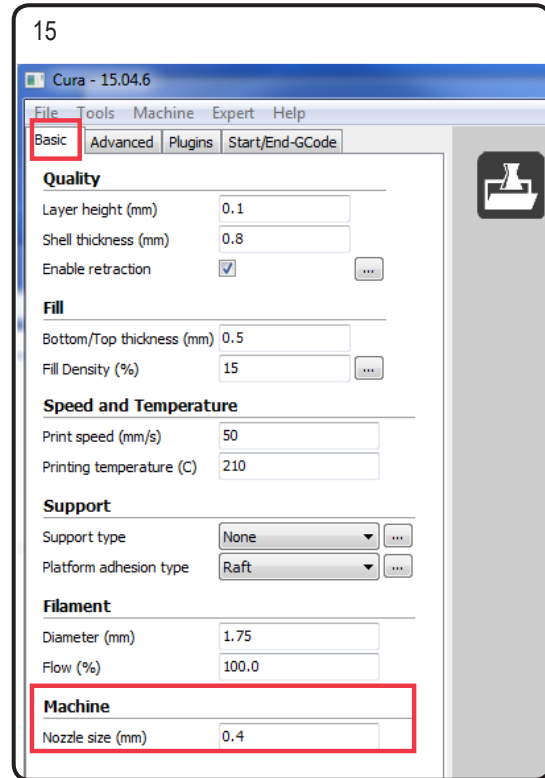 15
Cura - 15.04.6
File Tools Machine Expert Help
Basic Advanced Plugins Start/End-GCode
Quality
Layer height (mm) 0.1
Shell thickness (mm) 0.8
Enable retraction ...
Fill
Bottom/Top thickness (mm) 0.5
Fill Density (%) 15 ...
Speed and Temperature
Print speed (mm/s) 50
Printing temperature (C) 210
Support
Support type None ...
Platform adhesion type Raft ...
Filament
Diameter (mm) 1.75
Flow (%) 100.0
Machine
Nozzle size (mm) 0.4